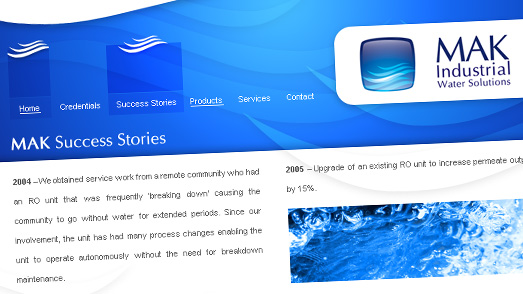 MAK
Industrial
Water Solutions
Home Credentials Success Stories Products Services Contact
MAK Success Stories
2004 –We obtained service work from a remote community who had
an RO unit that was frequently 'breaking down' causing the
community to go without water for extended periods. Since our
involvement, the unit has had many process changes enabling the
unit to operate autonomously without the need for breakdown
maintenance.
2005 – Upgrade of an existing RO unit to increase permeate
by 15%.